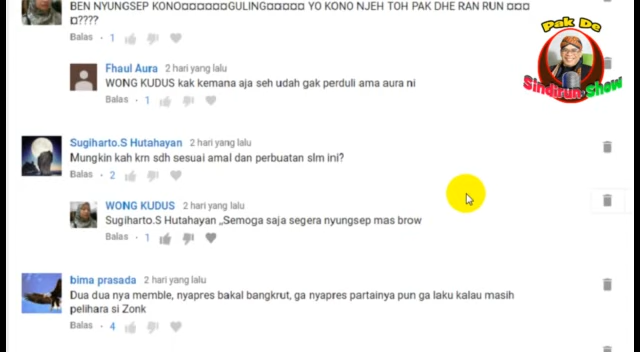 BEN NYUNGSEP KONO□□□□□□GULING□□□□□ YO KONO NJEH TOH PAK DHE RAN RUN □□□
□????
Balas · 1
Fhaul Aura 2 hari yang lalu
WONG KUDUS kak kemana aja seh udah gak perduli ama aura ni
Balas · 1
Sugiharto.S Hutahayan 2 hari yang lalu
Mungkin kah krn sdh sesuai amal dan perbuatan slm ini?
Balas · 2
WONG KUDUS 2 hari yang lalu
Sugiharto.S Hutahayan ,,Semoga saja segera nyungsep mas brow
Balas · 1
bima prasada 2 hari yang lalu
Dua dua nya memble, nyapres bakal bangkrut, ga nyapres partainya pun ga laku kalau masih
pelihara si Zonk
Balas · 4
Pak De
Sindirun Show